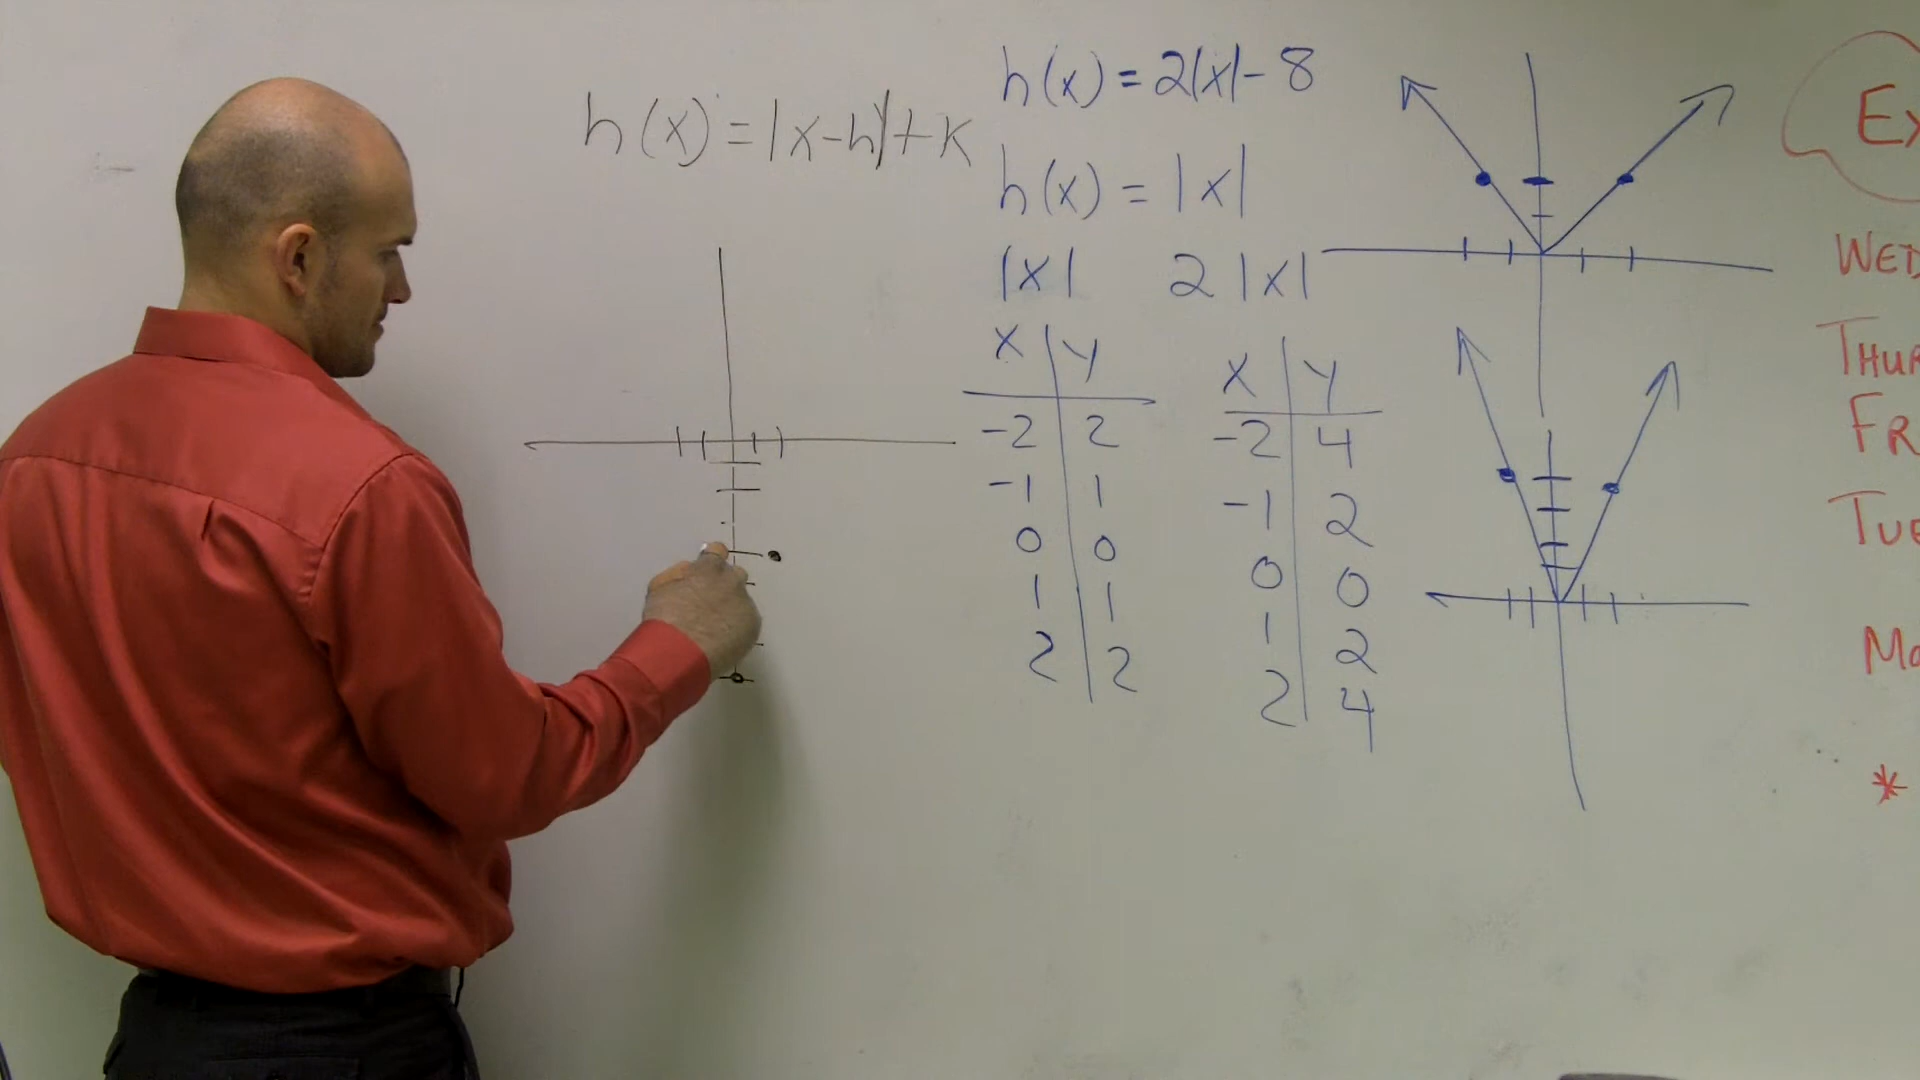 h(x) = |x-h|+k
h(x) = 2|x| - 8
h(x) = |x|
|x|
x y
-2 2
-1 1
0 0
1 1
2 2
2|x|
x y
-2 4
-1 2
0 0
1 2
2 4
Ex
WED
THUR
FR
TUE
Mo
*